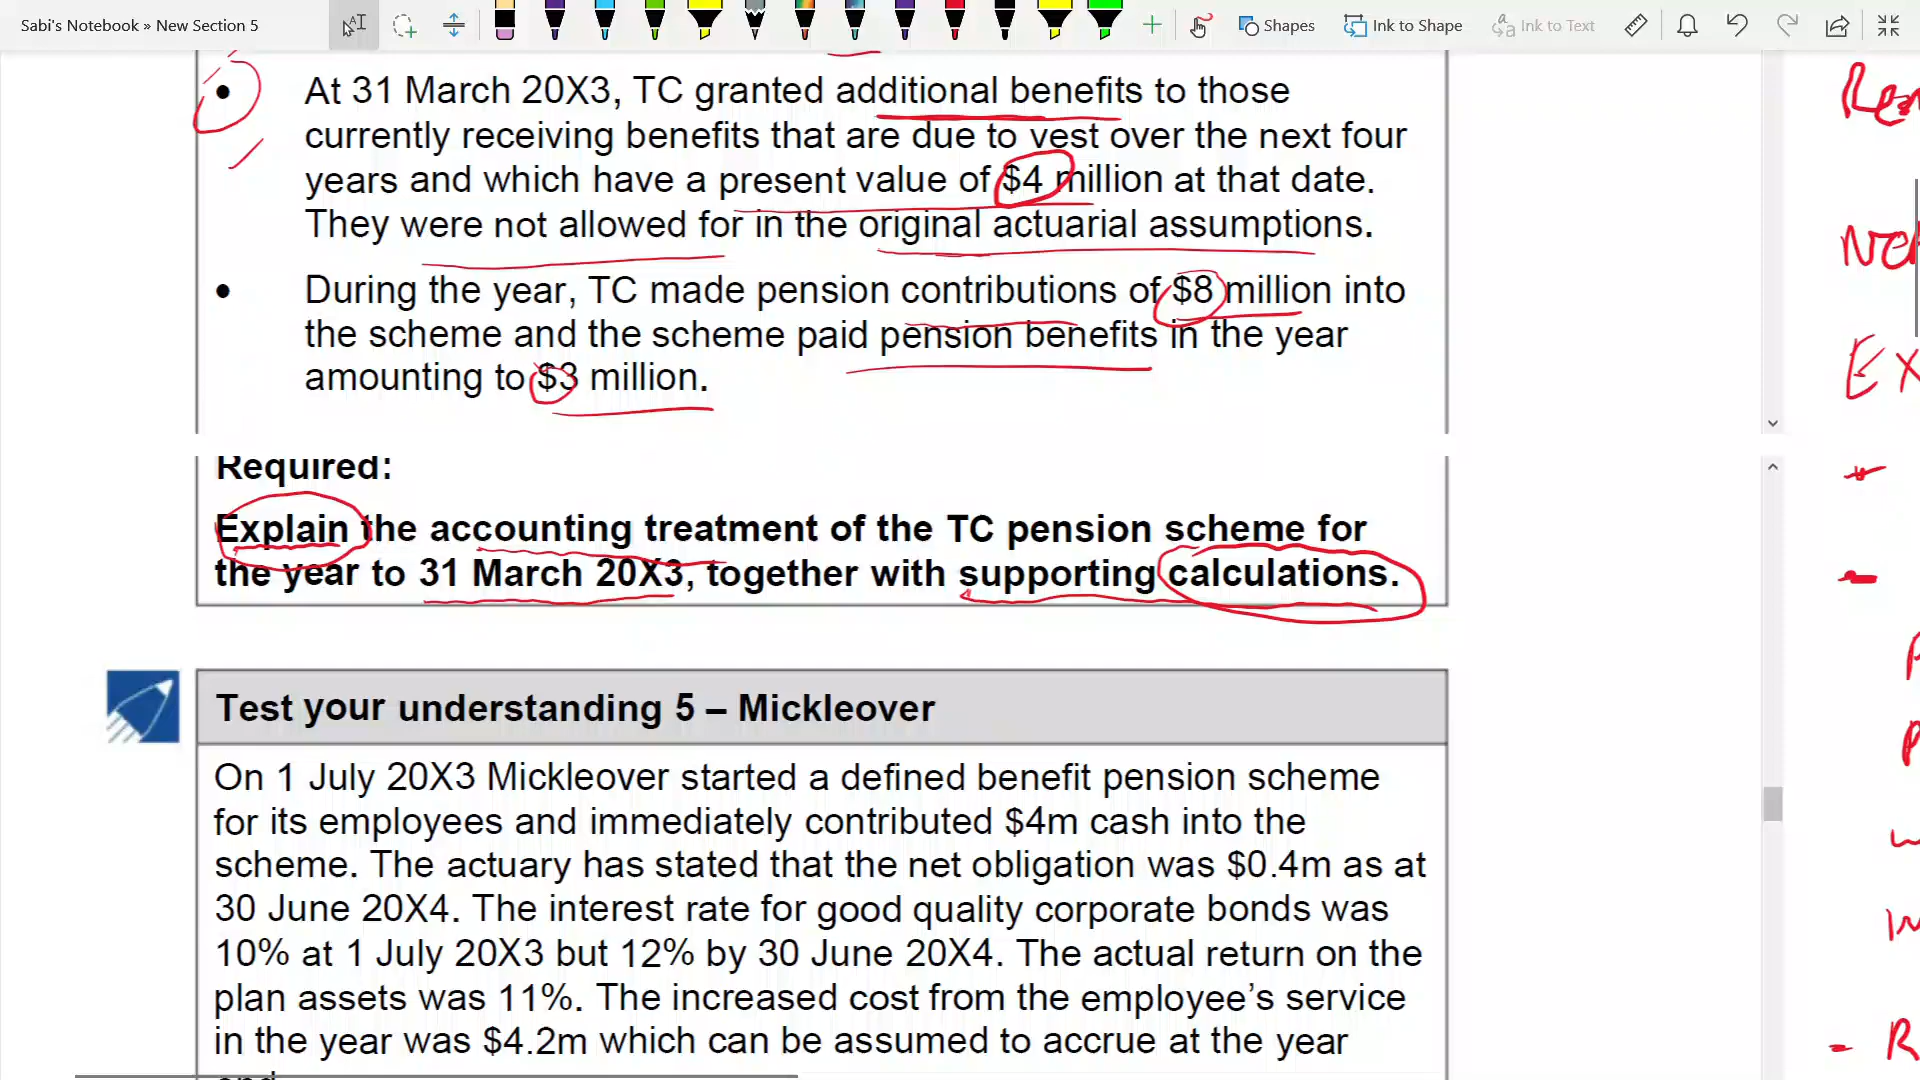 Sabi's Notebook » New Section 5
Shapes
Ink to Shape
Ink to Text
At 31 March 20X3, TC granted additional benefits to those
currently receiving benefits that are due to vest over the next four
years and which have a present value of $4 million at that date.
They were not allowed for in the original actuarial assumptions.
During the year, TC made pension contributions of $8 million into
the scheme and the scheme paid pension benefits in the year
amounting to $3 million.
Required:
Explain the accounting treatment of the TC pension scheme for
the year to 31 March 20X3, together with supporting calculations.
Test your understanding 5 – Mickleover
On 1 July 20X3 Mickleover started a defined benefit pension scheme
for its employees and immediately contributed $4m cash into the
scheme. The actuary has stated that the net obligation was $0.4m as at
30 June 20X4. The interest rate for good quality corporate bonds was
10% at 1 July 20X3 but 12% by 30 June 20X4. The actual return on the
plan assets was 11%. The increased cost from the employee's service
in the year was $4.2m which can be assumed to accrue at the year